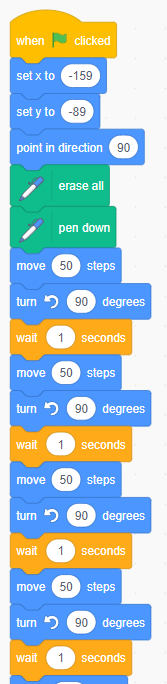 when clicked
set x to -159
set y to -89
point in direction 90
erase all
pen down
move 50 steps
turn 90 degrees
wait 1 seconds
move 50 steps
turn 90 degrees
wait 1 seconds
move 50 steps
turn 90 degrees
wait 1 seconds
move 50 steps
turn 90 degrees
wait 1 seconds